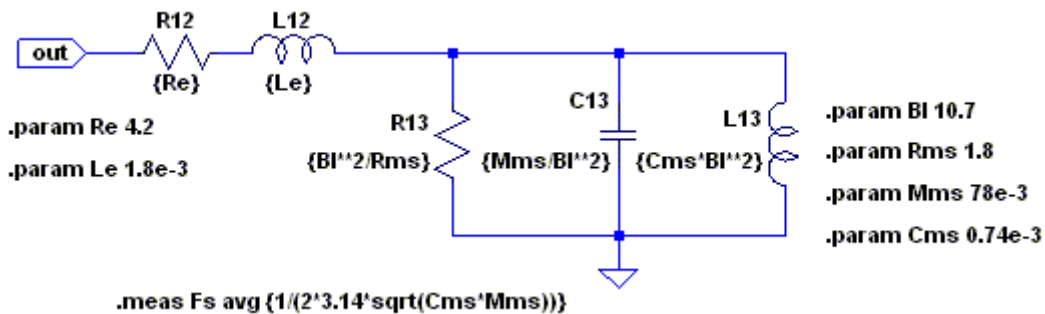 R12
L12
out
{Re}
{Le}
.param Re 4.2
.param Le 1.8e-3
R13
{Bl**2/Rms}
C13
{Mms/Bl**2}
L13
{Cms*Bl**2}
.param Bl 10.7
.param Rms 1.8
.param Mms 78e-3
.param Cms 0.74e-3
.meas Fs avg {1/(2*3.14*sqrt(Cms*Mms))}